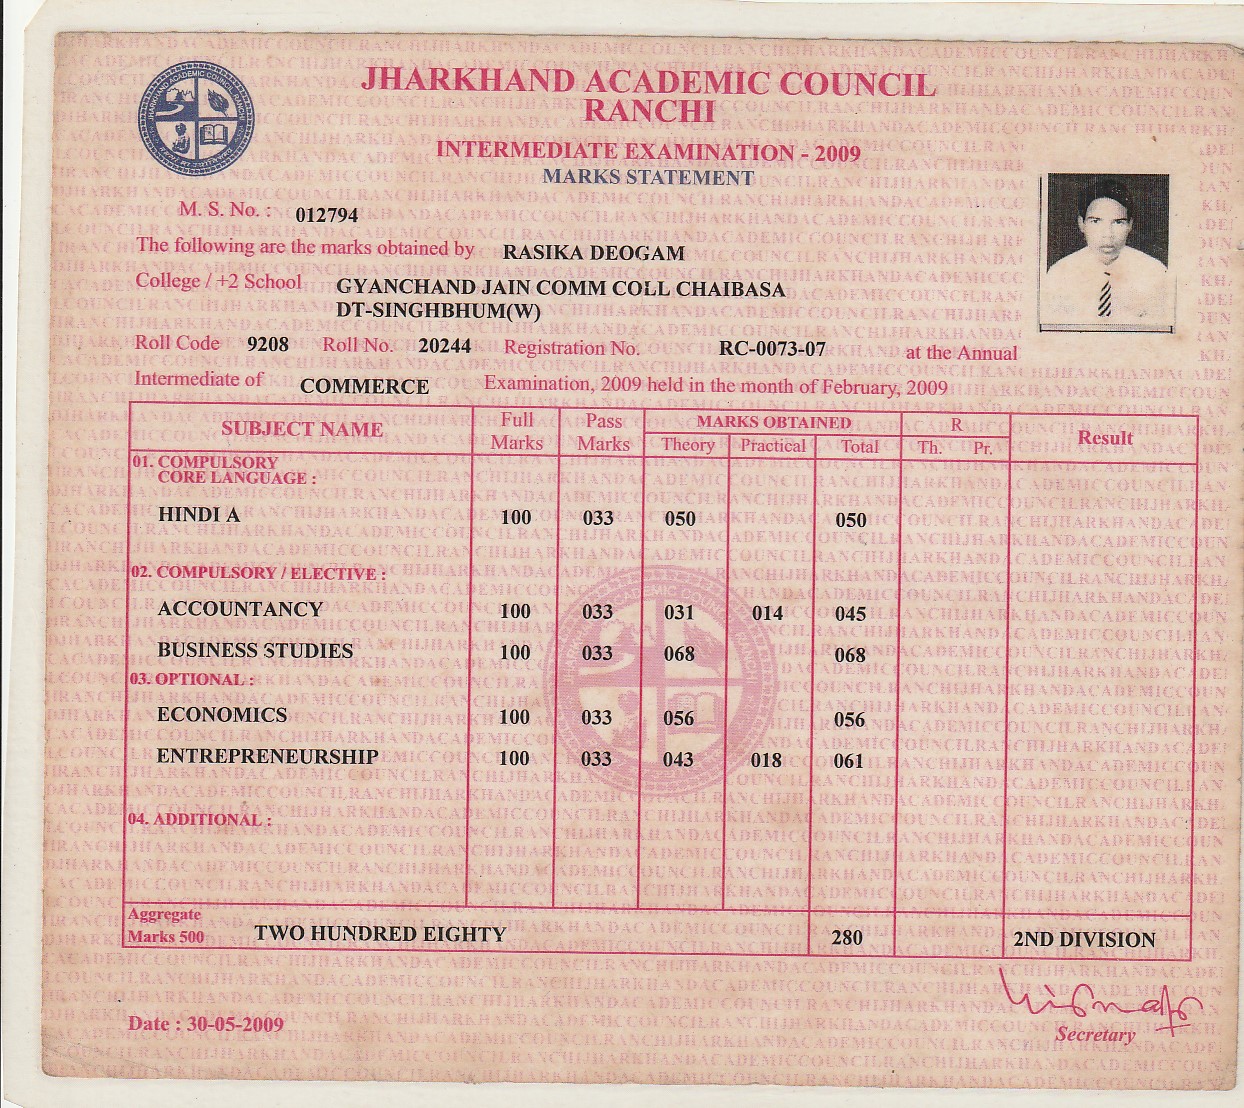 JHARKHAND ACADEMIC COUNCIL
RANCHI
INTERMEDIATE EXAMINATION - 2009
MARKS STATEMENT
M. S. No. : 012794
The following are the marks obtained by RASIKA DEOGAM
College / +2 School GYANCHAND JAIN COMM COLL CHAIBASA
DT-SINGHBHUM(W)
Roll Code 9208 Roll No. 20244 Registration No. RC-0073-07 at the Annual
Intermediate of COMMERCE Examination, 2009 held in the month of February, 2009
SUBJECT NAME Full Marks Pass Marks MARKS OBTAINED R Result
Theory Practical Total Th. Pr.
01. COMPULSORY
CORE LANGUAGE :
HINDI A 100 033 050 050
02. COMPULSORY / ELECTIVE :
ACCOUNTANCY 100 033 031 014 045
BUSINESS STUDIES 100 033 068 068
03. OPTIONAL :
ECONOMICS 100 033 056 056
ENTREPRENEURSHIP 100 033 043 018 061
04. ADDITIONAL :
Aggregate
Marks 500 TWO HUNDRED EIGHTY 280 2ND DIVISION
Date : 30-05-2009
Secretary